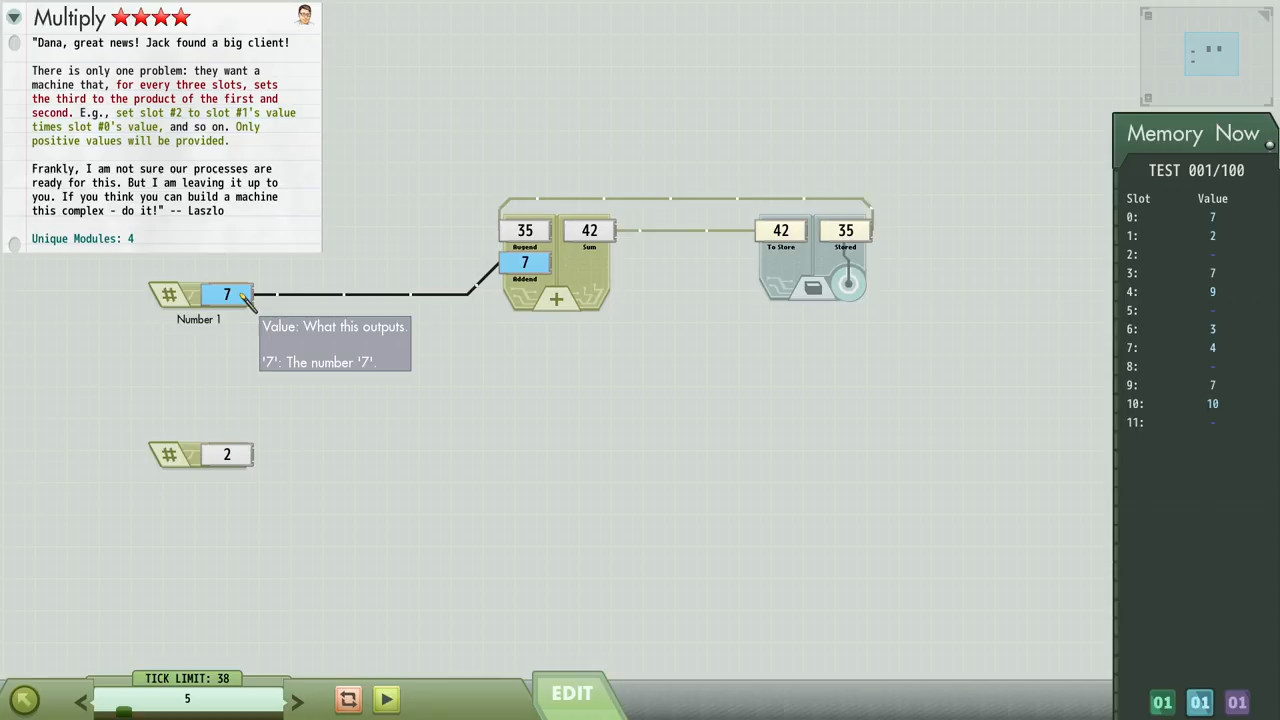 Multiply
"Dana, great news! Jack found a big client!
There is only one problem: they want a
machine that, for every three slots, sets
the third to the product of the first and
second. E.g., set slot #2 to slot #1's value
times slot #0's value, and so on. Only
positive values will be provided.
Frankly, I am not sure our processes are
ready for this. But I am leaving it up to
you. If you think you can build a machine
this complex - do it!" -- Laszlo
Unique Modules: 4
# 7
Number 1
Value: What this outputs.
'7': The number '7'.
# 2
35 42
Augend Sum
7
Addend
+
42 35
To Store Stored
Memory Now
TEST 001/100
Slot Value
0: 7
1: 2
2: -
3: 7
4: 9
5: -
6: 3
7: 4
8: -
9: 7
10: 10
11: -
01 01 01
TICK LIMIT: 38
5
EDIT